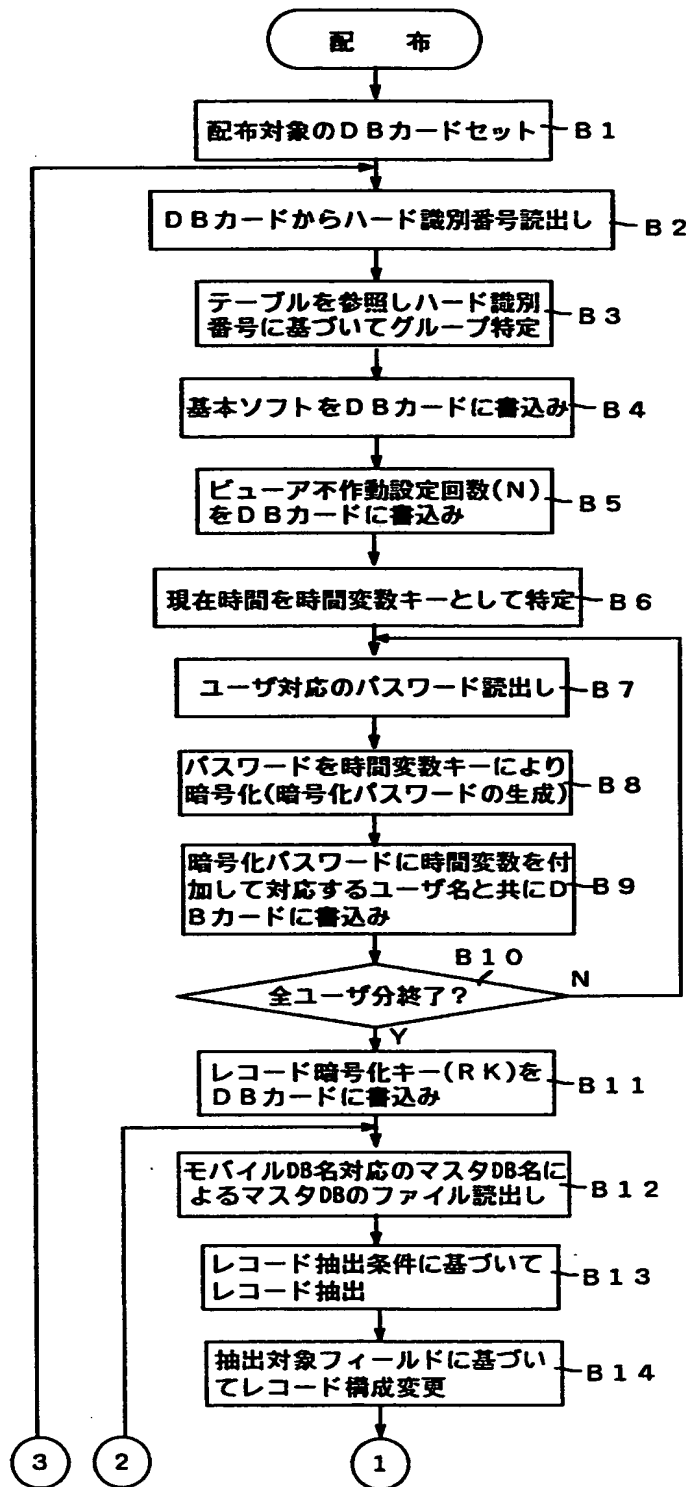 配 布
配布対象のDBカードセット B1
DBカードからハード識別番号読出し B2
テーブルを参照しハード識別
番号に基づいてグループ特定 B3
基本ソフトをDBカードに書込み B4
ビューア不作動設定回数(N)
をDBカードに書込み B5
現在時間を時間変数キーとして特定 B6
ユーザ対応のパスワード読出し B7
パスワードを時間変数キーにより
暗号化(暗号化パスワードの生成) B8
暗号化パスワードに時間変数を付
加して対応するユーザ名と共にD B9
Bカードに書込み
B10
全ユーザ分終了? N
Y
レコード暗号化キー(RK)を
DBカードに書込み B11
モバイルDB名対応のマスタDB名に
よるマスタDBのファイル読出し B12
レコード抽出条件に基づいて
レコード抽出 B13
抽出対象フィールドに基づい
てレコード構成変更 B14
3 2 1